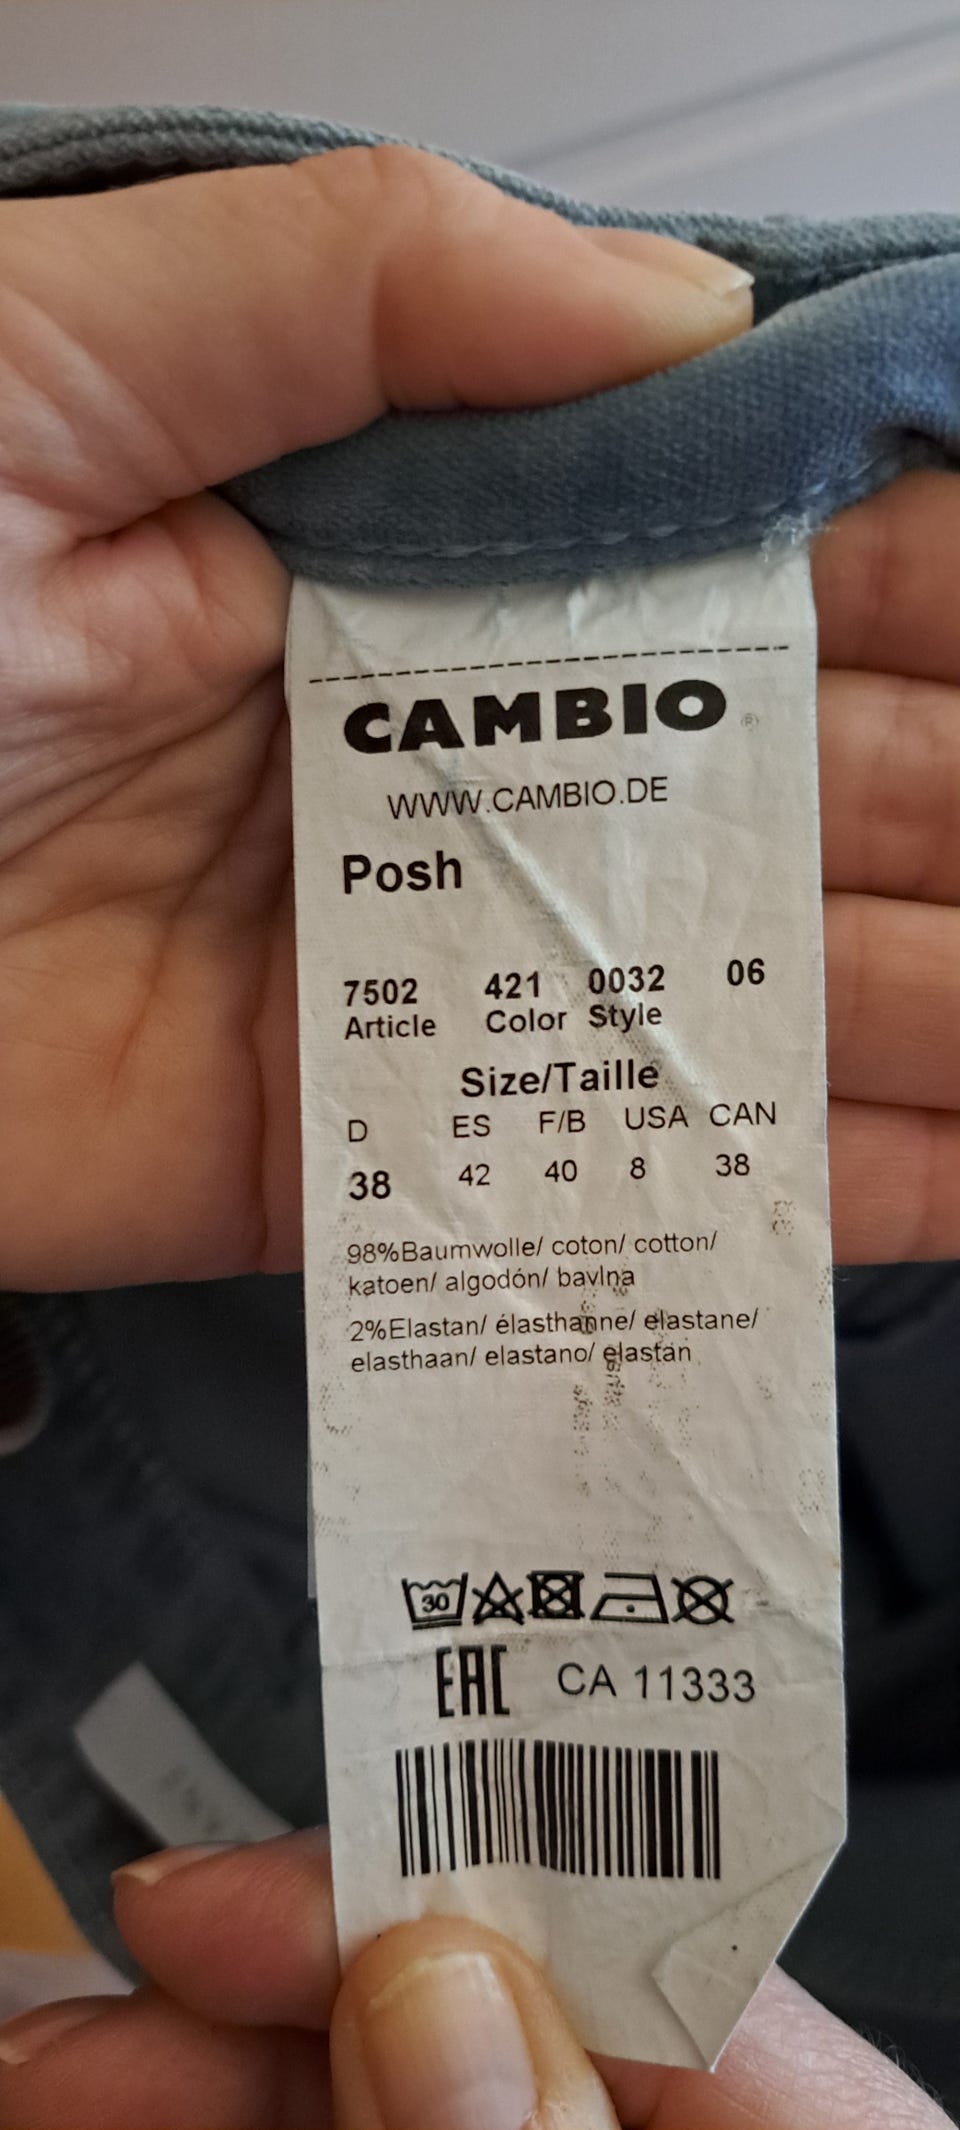 CAMBIO ®
WWW.CAMBIO.DE
Posh
7502 421 0032 06
Article Color Style
Size/Taille
D ES F/B USA CAN
38 42 40 8 38
98%Baumwolle/ coton/ cotton/
katoen/ algodón/ bavlna
2%Elastan/ élasthanne/ elastane/
elasthaan/ elastano/ elastan
30
EAC CA 11333